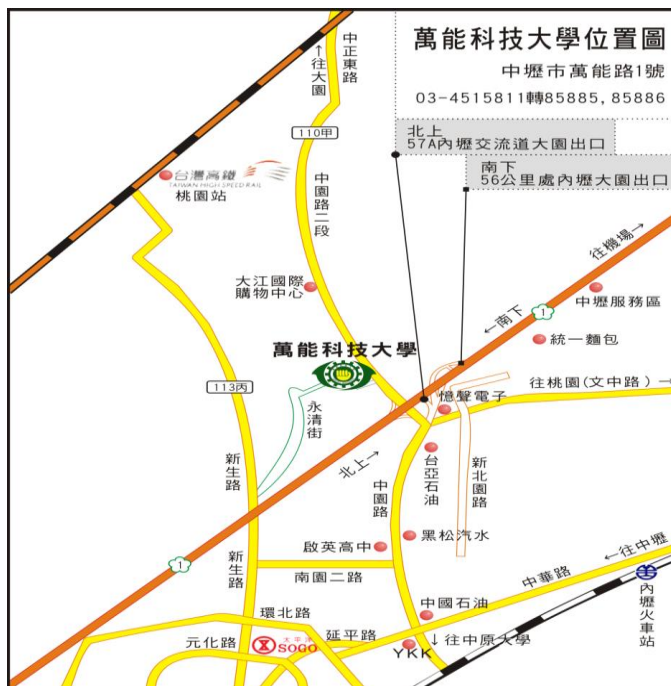 萬能科技大學位置圖
中壢市萬能路1號
03-4515811轉85885, 85886
北上
57A內壢交流道大園出口
南下
56公里處內壢大園出口
中正東路
←往大園
110甲
台灣高鐵
TAIWAN HIGH SPEED RAIL
桃園站
中園路二段
往機場→
大江國際
購物中心
中壢服務區
1
←南下
統一麵包
萬能科技大學
113丙
往桃園(文中路)→
憶聲電子
永清街
北上→
新生路
中園路
台亞石油
新北園路
黑松汽水
啟英高中
1
新生路
南園二路
中華路
←往中壢
內壢火車站
環北路
中國石油
元化路
太平洋
SOGO
延平路
↓往中原大學
YKK